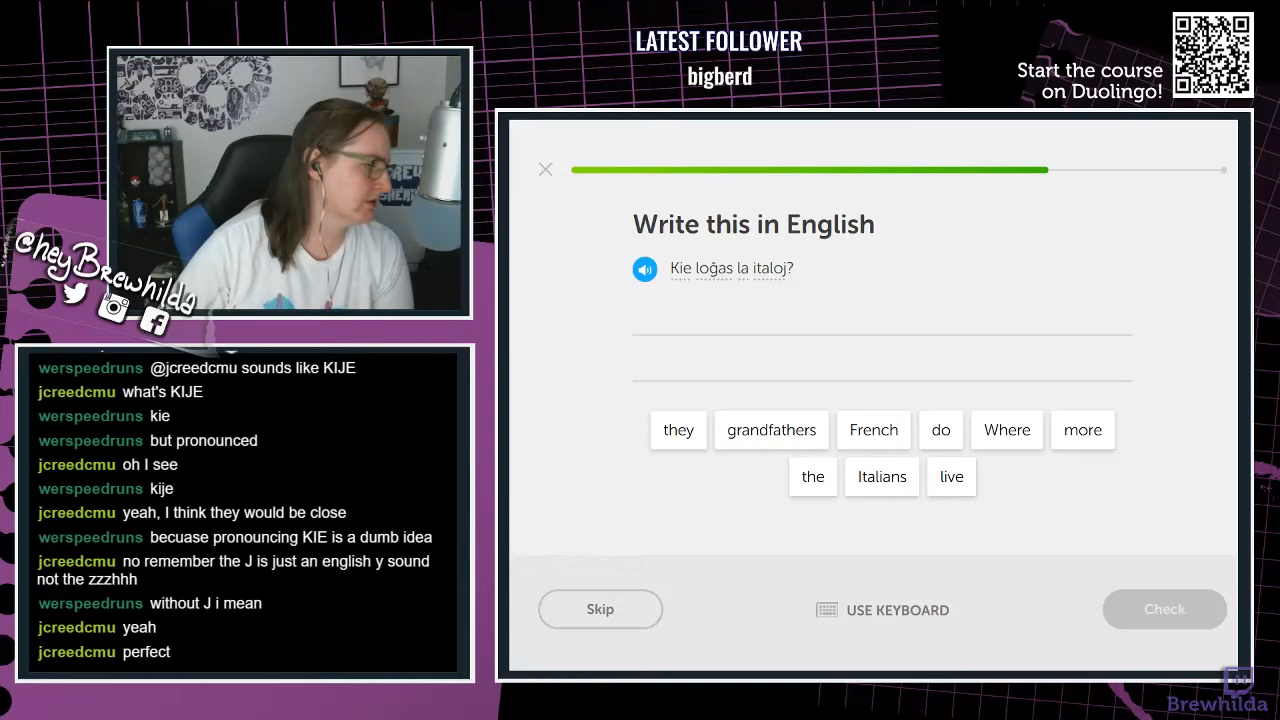 LATEST FOLLOWER
bigberd
Start the course
on Duolingo!
@heyBrewhilda
Write this in English
Kie loĝas la italoj?
they grandfathers French do Where more
the Italians live
Skip
USE KEYBOARD
Check
werspeedruns @jcreedcmu sounds like KIJE
jcreedcmu what's KIJE
werspeedruns kie
werspeedruns but pronounced
jcreedcmu oh I see
werspeedruns kije
jcreedcmu yeah, I think they would be close
werspeedruns becuase pronouncing KIE is a dumb idea
jcreedcmu no remember the J is just an english y sound
not the zzzhhh
werspeedruns without J i mean
jcreedcmu yeah
jcreedcmu perfect
Brewhilda